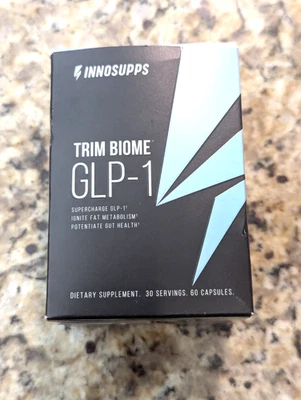 INNOSUPPS
TRIM BIOME™
GLP-1
SUPERCHARGE GLP-1†
IGNITE FAT METABOLISM†
POTENTIATE GUT HEALTH†
DIETARY SUPPLEMENT. 30 SERVINGS. 60 CAPSULES.